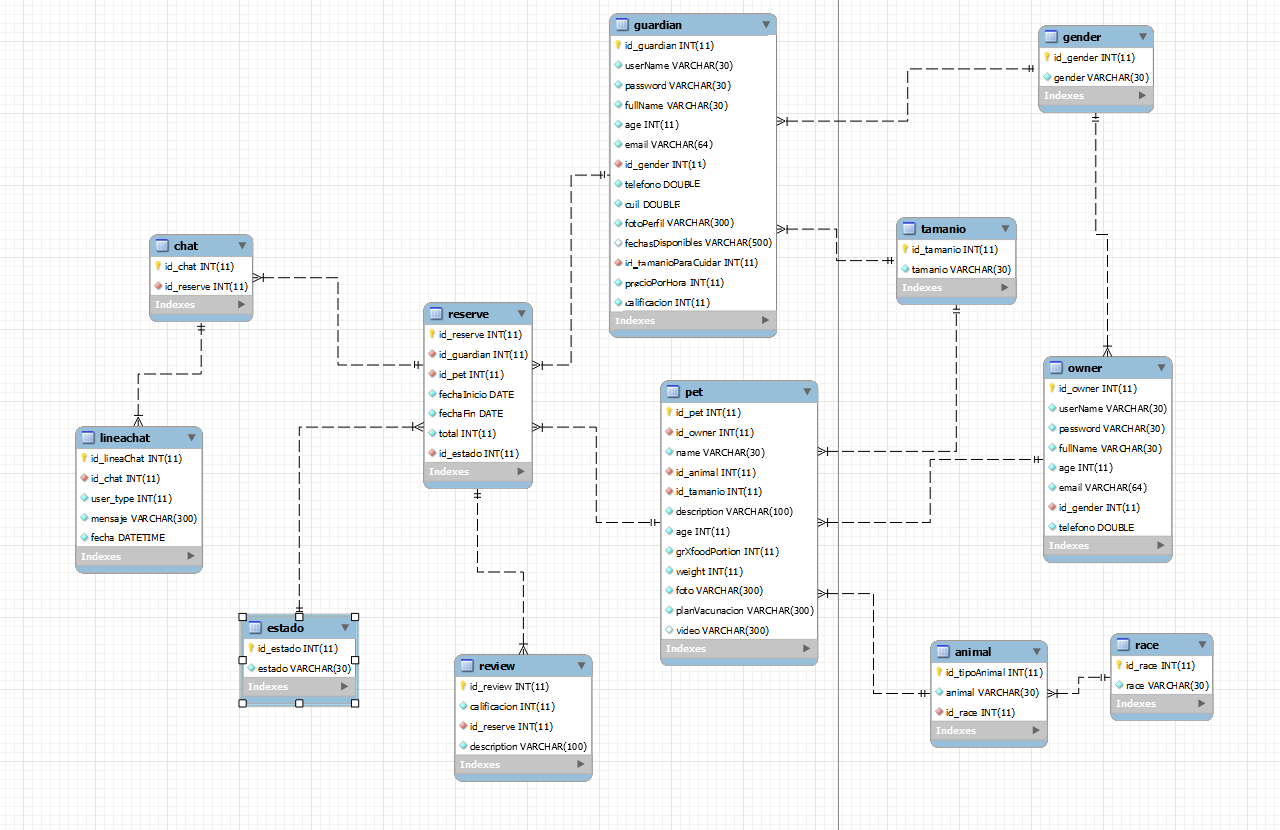 guardian
id_guardian INT(11)
userName VARCHAR(30)
password VARCHAR(30)
fullName VARCHAR(30)
age INT(11)
email VARCHAR(64)
id_gender INT(11)
telefono DOUBLE
cuil DOUBLE
fotoPerfil VARCHAR(300)
fechasDisponibles VARCHAR(500)
id_tamanioParaCuidar INT(11)
precioPorHora INT(11)
calificacion INT(11)
Indexes
gender
id_gender INT(11)
gender VARCHAR(30)
Indexes
tamanio
id_tamanio INT(11)
tamanio VARCHAR(30)
Indexes
chat
id_chat INT(11)
id_reserve INT(11)
Indexes
reserve
id_reserve INT(11)
id_guardian INT(11)
id_pet INT(11)
fechaInicio DATE
fechaFin DATE
total INT(11)
id_estado INT(11)
Indexes
owner
id_owner INT(11)
userName VARCHAR(30)
password VARCHAR(30)
fullName VARCHAR(30)
age INT(11)
email VARCHAR(64)
id_gender INT(11)
telefono DOUBLE
Indexes
pet
id_pet INT(11)
id_owner INT(11)
name VARCHAR(30)
id_animal INT(11)
id_tamanio INT(11)
description VARCHAR(100)
age INT(11)
grXfoodPortion INT(11)
weight INT(11)
foto VARCHAR(300)
planVacunacion VARCHAR(300)
video VARCHAR(300)
Indexes
lineachat
id_lineaChat INT(11)
id_chat INT(11)
user_type INT(11)
mensaje VARCHAR(300)
fecha DATETIME
Indexes
estado
id_estado INT(11)
estado VARCHAR(30)
Indexes
review
id_review INT(11)
calificacion INT(11)
id_reserve INT(11)
description VARCHAR(100)
Indexes
animal
id_tipoAnimal INT(11)
animal VARCHAR(30)
id_race INT(11)
Indexes
race
id_race INT(11)
race VARCHAR(30)
Indexes